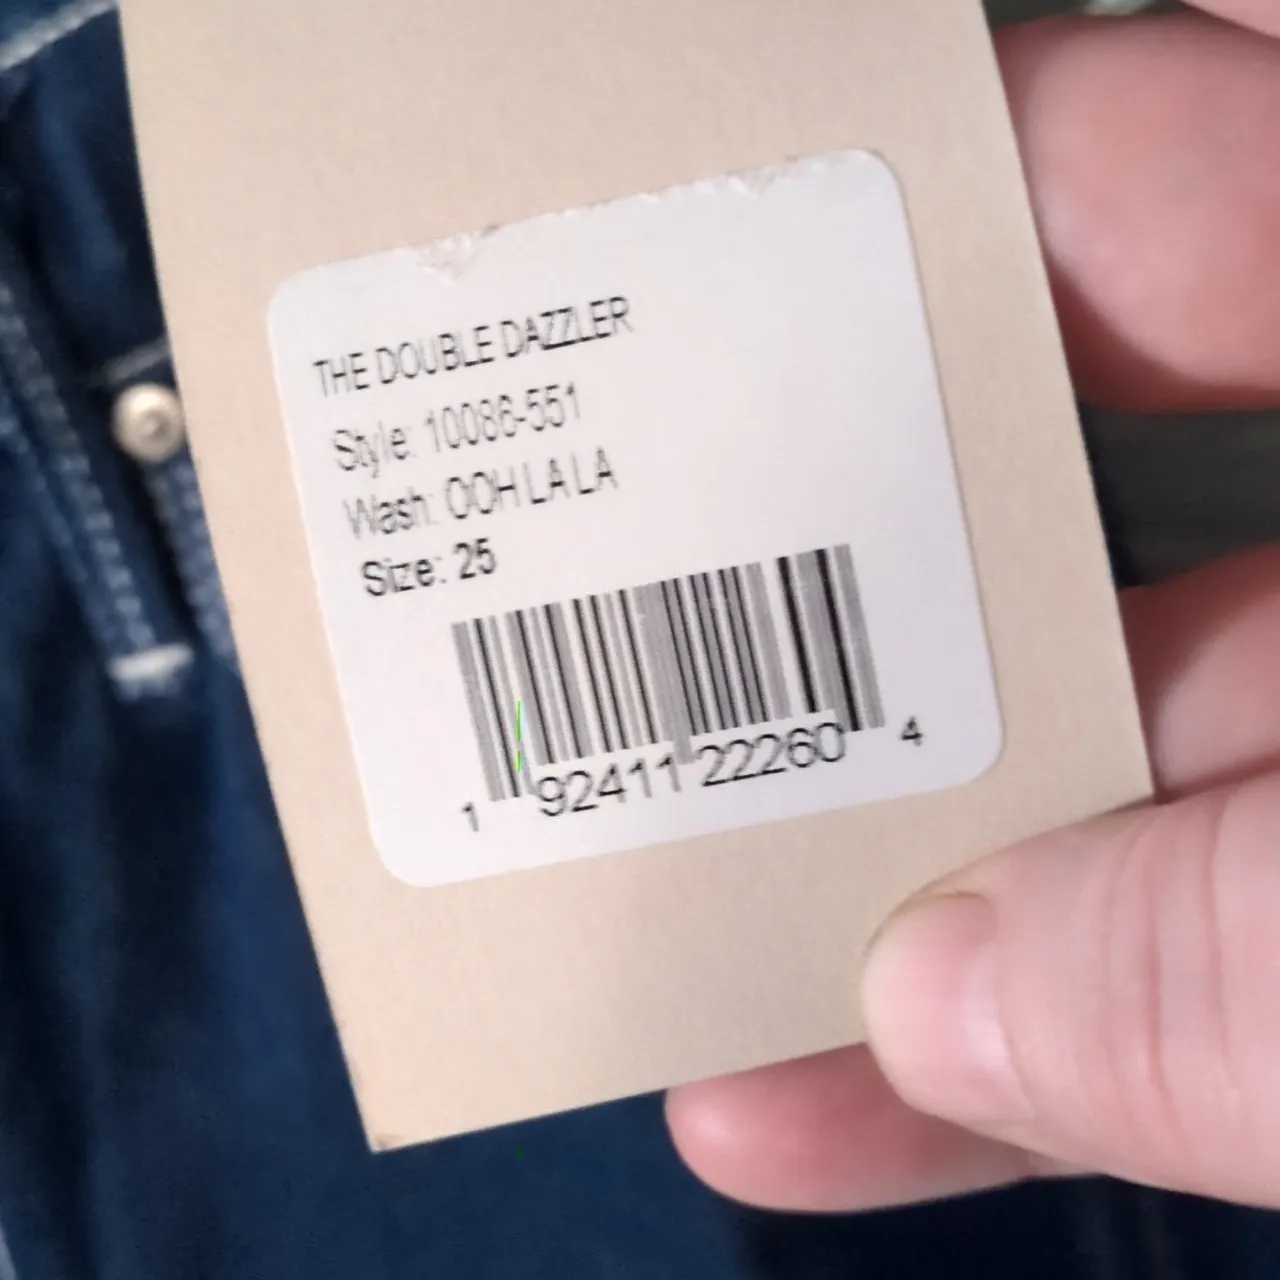 THE DOUBLE DAZZLER
Style: 10086-551
Wash: OOH LA LA
Size: 25
1 92411 22260 4